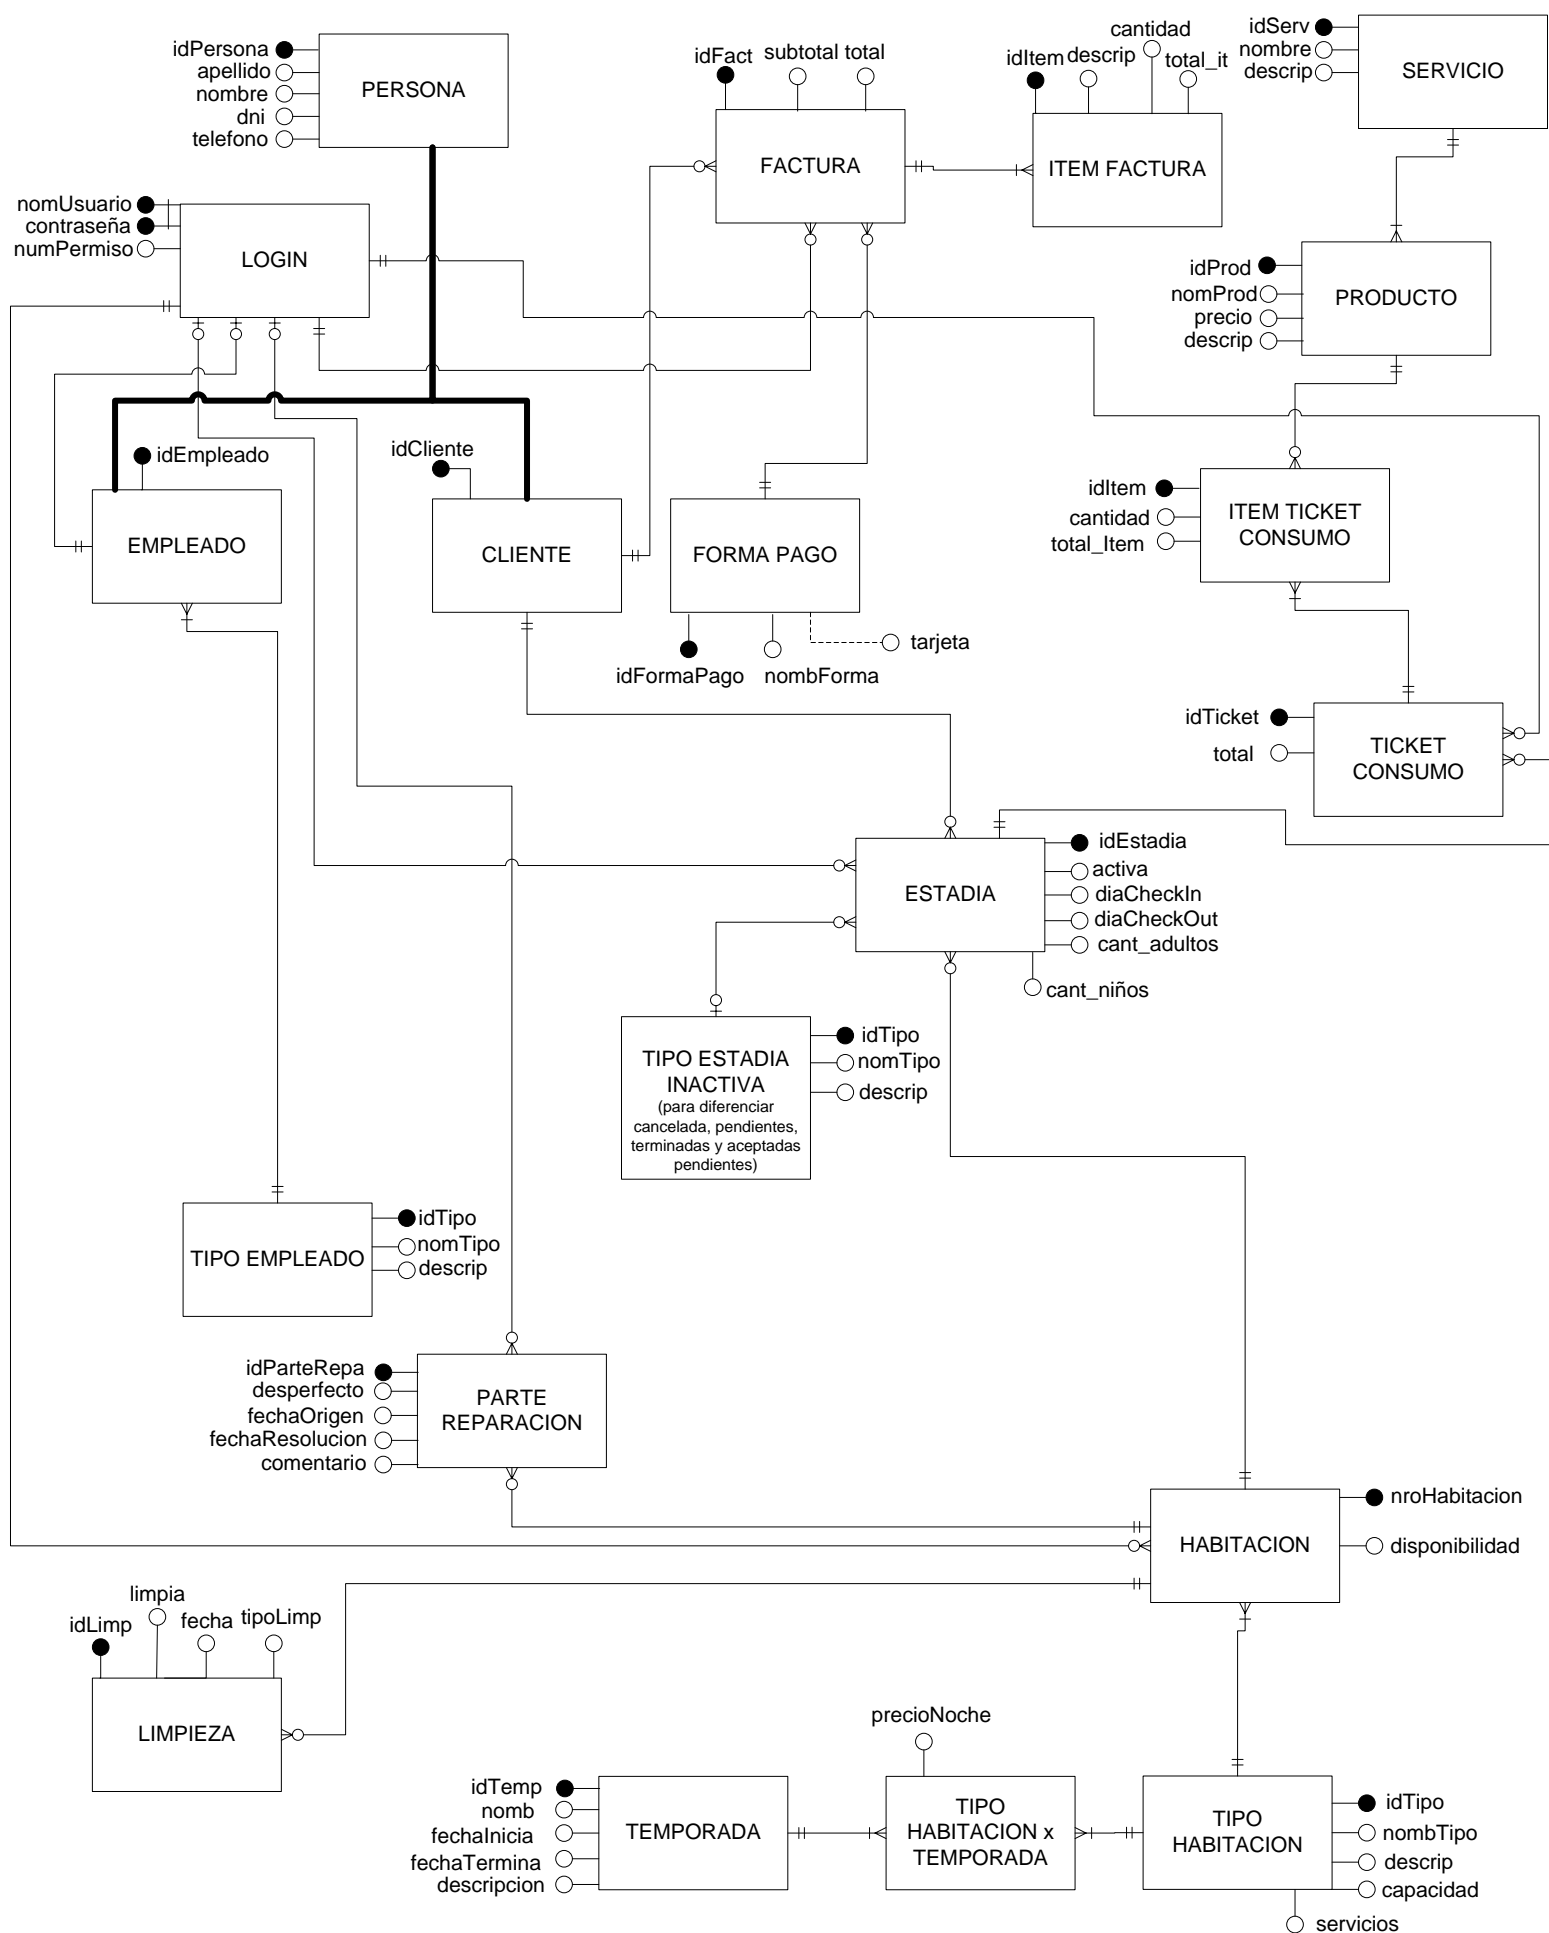 idPersona
apellido
nombre
dni
telefono
PERSONA
idFact
subtotal
total
FACTURA
idItem
descrip
cantidad
total_it
ITEM FACTURA
idServ
nombre
descrip
SERVICIO
nomUsuario
contraseña
numPermiso
LOGIN
idProd
nomProd
precio
descrip
PRODUCTO
idEmpleado
EMPLEADO
idCliente
CLIENTE
FORMA PAGO
idFormaPago
nombForma
tarjeta
idItem
cantidad
total_Item
ITEM TICKET
CONSUMO
idTicket
total
TICKET
CONSUMO
ESTADIA
idEstadia
activa
diaCheckIn
diaCheckOut
cant_adultos
cant_niños
TIPO ESTADIA
INACTIVA
(para diferenciar
cancelada, pendientes,
terminadas y aceptadas
pendientes)
idTipo
nomTipo
descrip
TIPO EMPLEADO
idTipo
nomTipo
descrip
idParteRepa
desperfecto
fechaOrigen
fechaResolucion
comentario
PARTE
REPARACION
HABITACION
nroHabitacion
disponibilidad
idLimp
limpia
fecha
tipoLimp
LIMPIEZA
idTemp
nomb
fechaInicia
fechaTermina
descripcion
TEMPORADA
precioNoche
TIPO
HABITACION x
TEMPORADA
TIPO
HABITACION
idTipo
nombTipo
descrip
capacidad
servicios